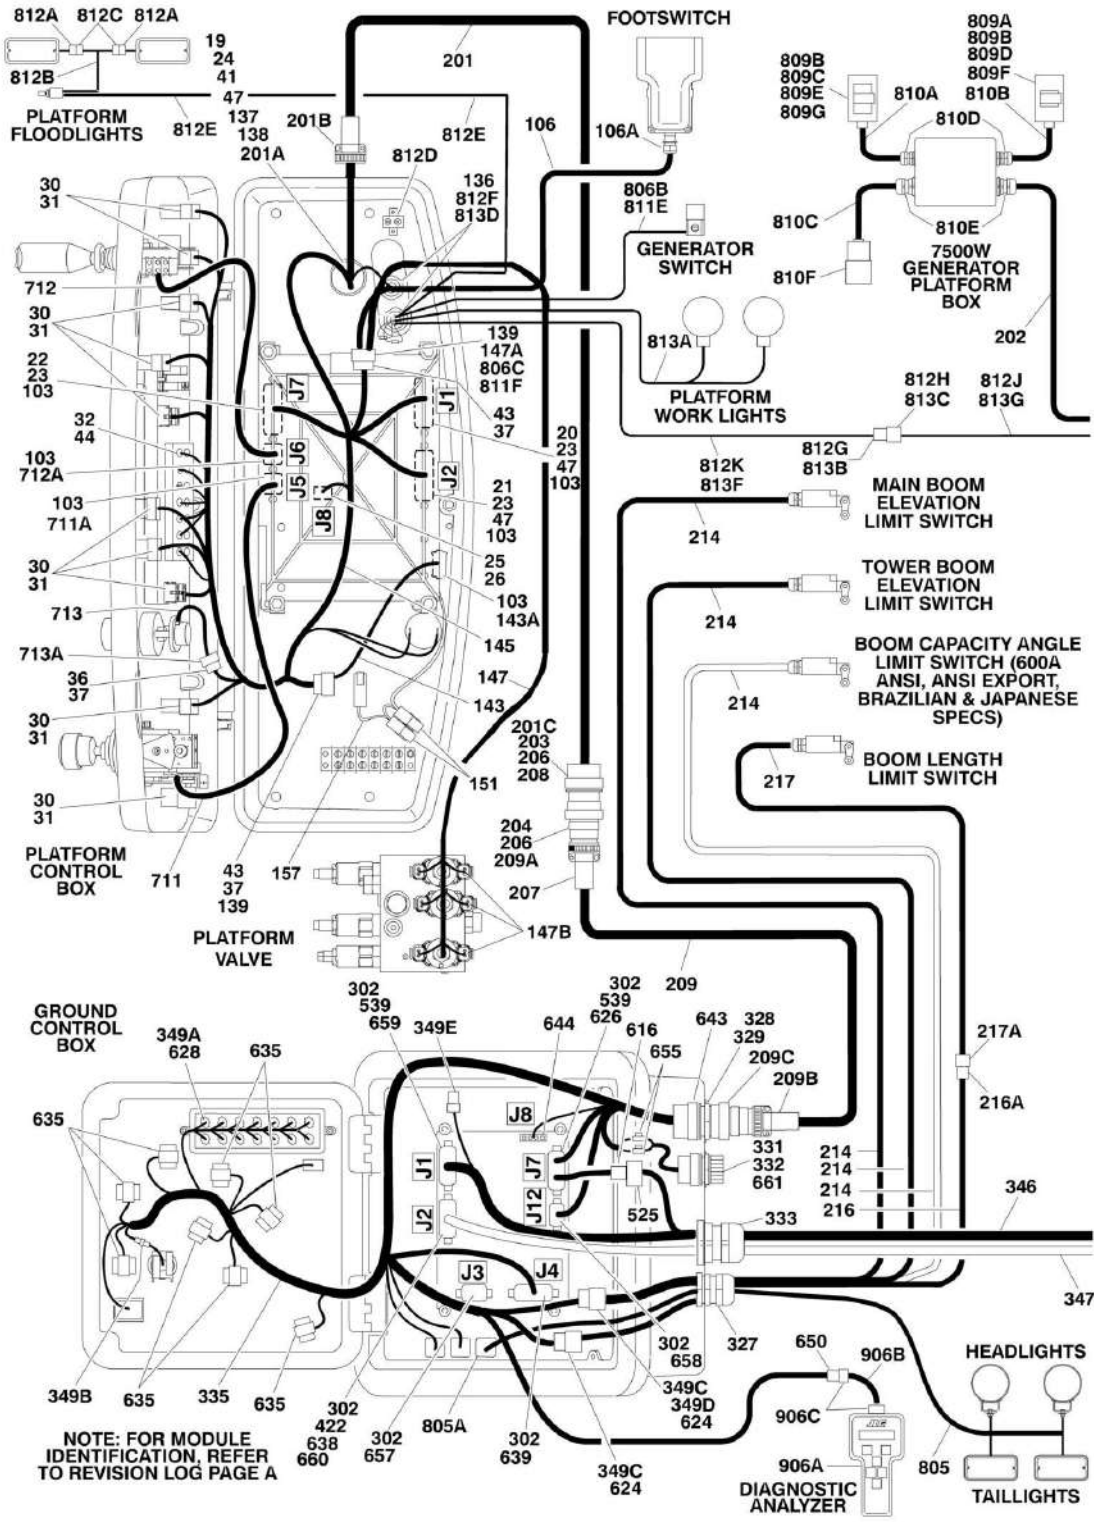 812A
812C
812A
812B
PLATFORM
FLOODLIGHTS
812E
19
24
41
47
137
138
201A
201B
201
812E
812D
136
812F
813D
106
FOOTSWITCH
106A
806B
811E
GENERATOR
SWITCH
809B
809C
809E
809G
809A
809B
809D
809F
810A
810B
810D
810C
810E
810F
7500W
GENERATOR
PLATFORM
BOX
202
30
31
712
30
31
22
23
103
32
44
103
712A
103
711A
30
31
713
713A
36
37
30
31
30
31
PLATFORM
CONTROL
BOX
711
J7
J6
J5
J8
J1
J2
139
147A
806C
811F
43
37
20
23
47
103
21
23
47
103
25
26
103
143A
145
147
143
151
157
43
37
139
813A
PLATFORM
WORK LIGHTS
812H
813C
812J
813G
812G
813B
812K
813F
MAIN BOOM
ELEVATION
LIMIT SWITCH
214
TOWER BOOM
ELEVATION
LIMIT SWITCH
214
BOOM CAPACITY ANGLE
LIMIT SWITCH (600A
ANSI, ANSI EXPORT,
BRAZILIAN & JAPANESE
SPECS)
214
BOOM LENGTH
LIMIT SWITCH
217
201C
203
206
208
204
206
209A
207
PLATFORM
VALVE
147B
209
GROUND
CONTROL
BOX
349A
628
635
635
302
539
659
349E
644
302
539
626
616
655
643
328
329
209C
209B
217A
216A
J8
J1
J7
J2
J12
J3
J4
331
332
661
525
333
214
214
214
216
346
347
327
302
658
349C
349D
624
349B
635
335
635
302
422
638
660
302
657
805A
302
639
349C
624
650
906B
906C
906A
JLG
DIAGNOSTIC
ANALYZER
805
HEADLIGHTS
TAILLIGHTS
NOTE: FOR MODULE
IDENTIFICATION, REFER
TO REVISION LOG PAGE A